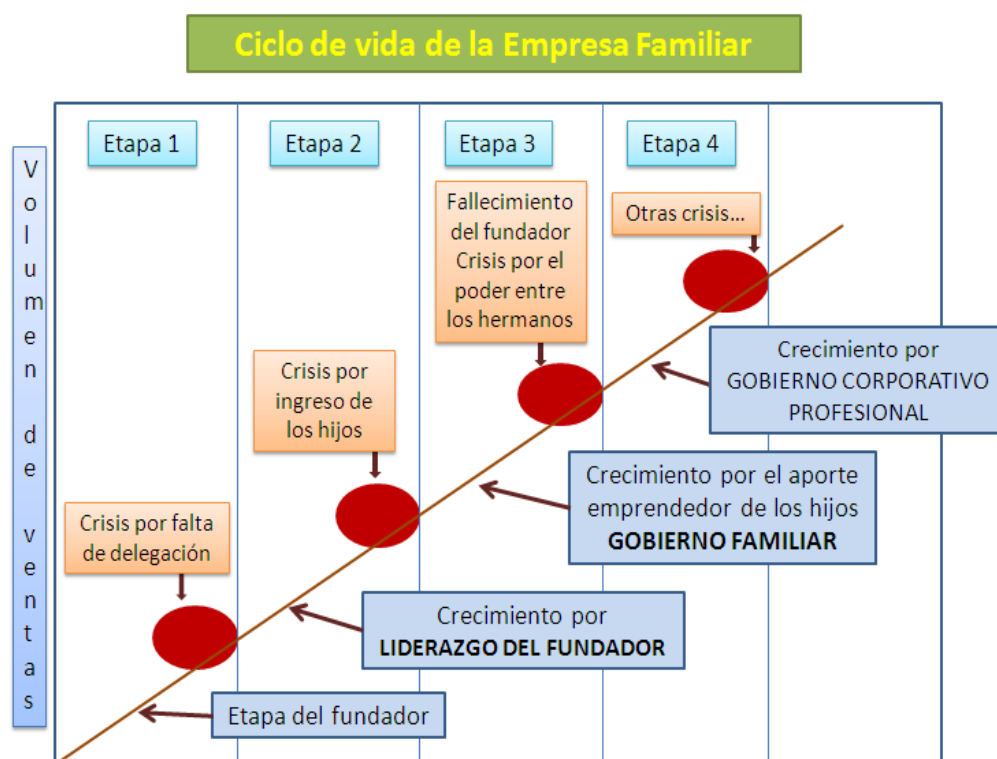 Ciclo de vida de la Empresa Familiar
Volumen de ventas
Etapa 1
Etapa 2
Etapa 3
Etapa 4
Fallecimiento
del fundador
Crisis por el
poder entre
los hermanos
Otras crisis...
Crisis por
ingreso de
los hijos
Crecimiento por
GOBIERNO CORPORATIVO
PROFESIONAL
Crisis por falta
de delegación
Crecimiento por el aporte
emprendedor de los hijos
GOBIERNO FAMILIAR
Crecimiento por
LIDERAZGO DEL FUNDADOR
Etapa del fundador